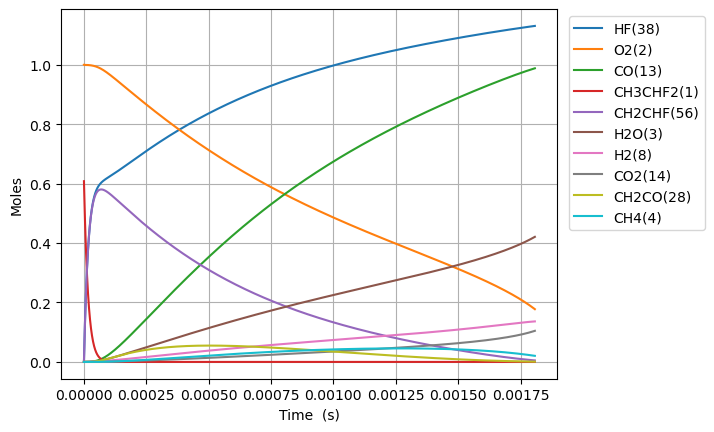 HF(38)
O2(2)
CO(13)
CH3CHF2(1)
CH2CHF(56)
H2O(3)
H2(8)
CO2(14)
CH2CO(28)
CH4(4)
Moles
1.0
0.8
0.6
0.4
0.2
0.0
0.00000 0.00025 0.00050 0.00075 0.00100 0.00125 0.00150 0.00175
Time (s)